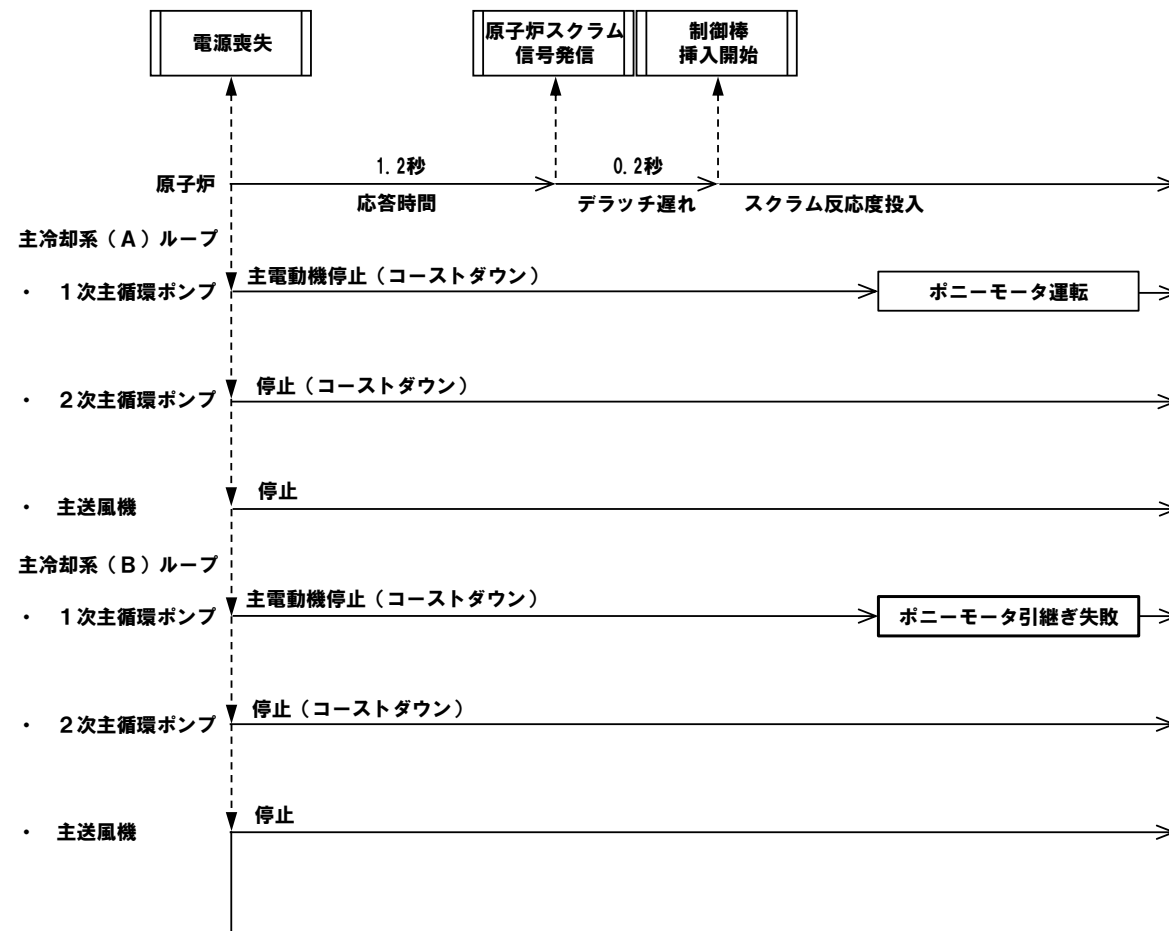 電源喪失
原子炉スクラム
信号発信
制御棒
挿入開始
1.2秒
0.2秒
原子炉
応答時間
デラッチ遅れ
スクラム反応度投入
主冷却系(A)ループ
・ 1次主循環ポンプ
主電動機停止(コーストダウン)
ポニーモータ運転
・ 2次主循環ポンプ
停止(コーストダウン)
・ 主送風機
停止
主冷却系(B)ループ
・ 1次主循環ポンプ
主電動機停止(コーストダウン)
ポニーモータ引継ぎ失敗
・ 2次主循環ポンプ
停止(コーストダウン)
・ 主送風機
停止